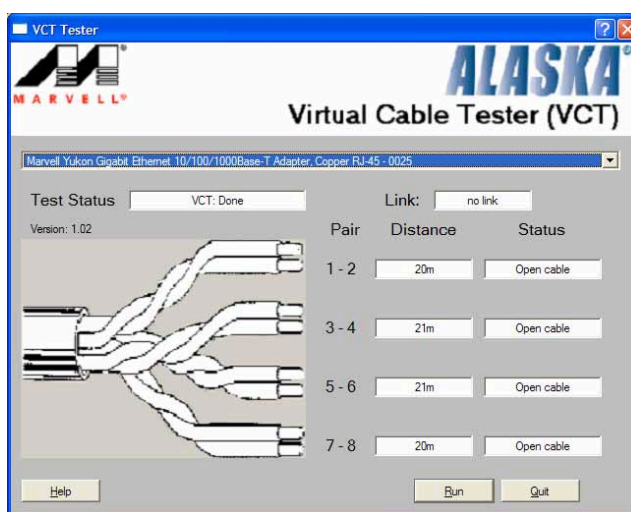 VCT Tester
MARVELL®
ALASKA®
Virtual Cable Tester (VCT)
Marvell Yukon Gigabit Ethernet 10/100/1000Base-T Adapter, Copper RJ-45 - 0025
Test Status VCT: Done Link: no link
Version: 1.02 Pair Distance Status
1 - 2 20m Open cable
3 - 4 21m Open cable
5 - 6 21m Open cable
7 - 8 20m Open cable
Help Run Quit